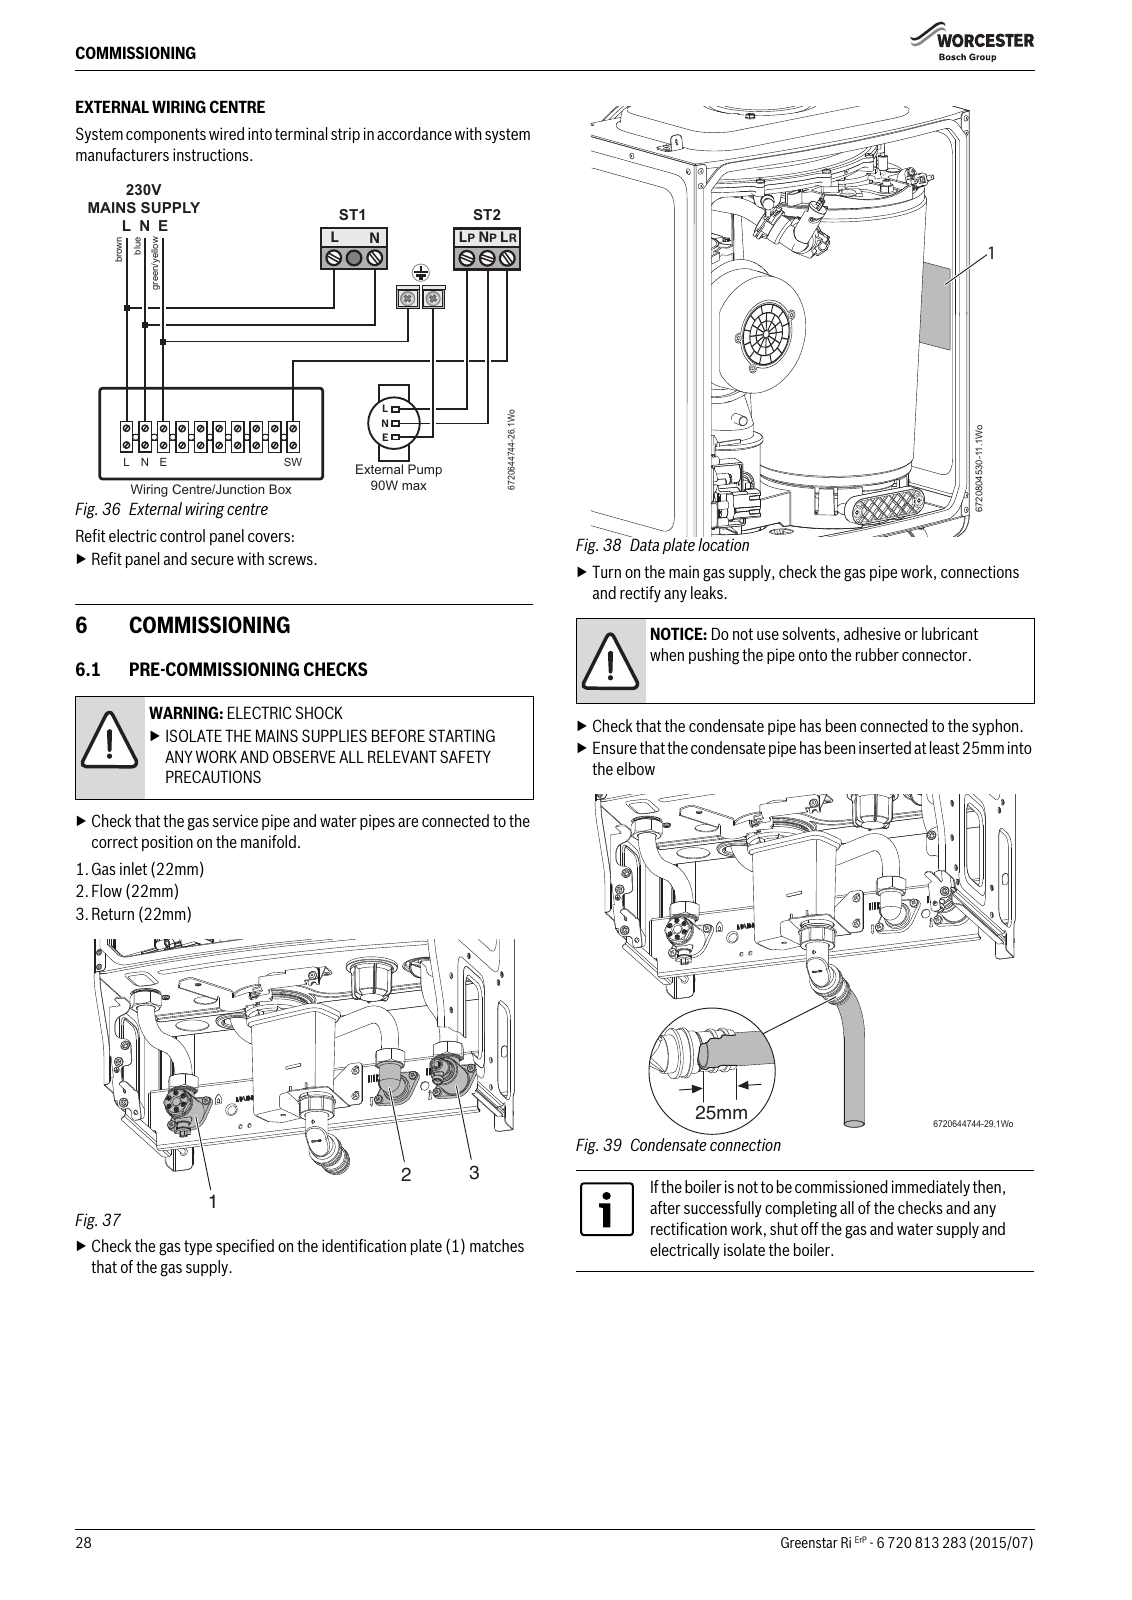 COMMISSIONING
WORCESTER
Bosch Group
EXTERNAL WIRING CENTRE
System components wired into terminal strip in accordance with system
manufacturers instructions.
230V
MAINS SUPPLY
L N E
brown
blue
green/yellow
ST1
L N
ST2
LP NP LR
L
N
E
L N E SW
External Pump
90W max
Wiring Centre/Junction Box
6720644744-26.1Wo
Fig. 36 External wiring centre
Refit electric control panel covers:
▶ Refit panel and secure with screws.
6 COMMISSIONING
6.1 PRE-COMMISSIONING CHECKS
WARNING: ELECTRIC SHOCK
▶ ISOLATE THE MAINS SUPPLIES BEFORE STARTING
ANY WORK AND OBSERVE ALL RELEVANT SAFETY
PRECAUTIONS
▶ Check that the gas service pipe and water pipes are connected to the
correct position on the manifold.
1. Gas inlet (22mm)
2. Flow (22mm)
3. Return (22mm)
1
2
3
Fig. 37
▶ Check the gas type specified on the identification plate (1) matches
that of the gas supply.
1
6720804530-11.1Wo
Fig. 38 Data plate location
▶ Turn on the main gas supply, check the gas pipe work, connections
and rectify any leaks.
NOTICE: Do not use solvents, adhesive or lubricant
when pushing the pipe onto the rubber connector.
▶ Check that the condensate pipe has been connected to the syphon.
▶ Ensure that the condensate pipe has been inserted at least 25mm into
the elbow
25mm
6720644744-29.1Wo
Fig. 39 Condensate connection
If the boiler is not to be commissioned immediately then,
after successfully completing all of the checks and any
rectification work, shut off the gas and water supply and
electrically isolate the boiler.
28
Greenstar Ri ErP - 6 720 813 283 (2015/07)